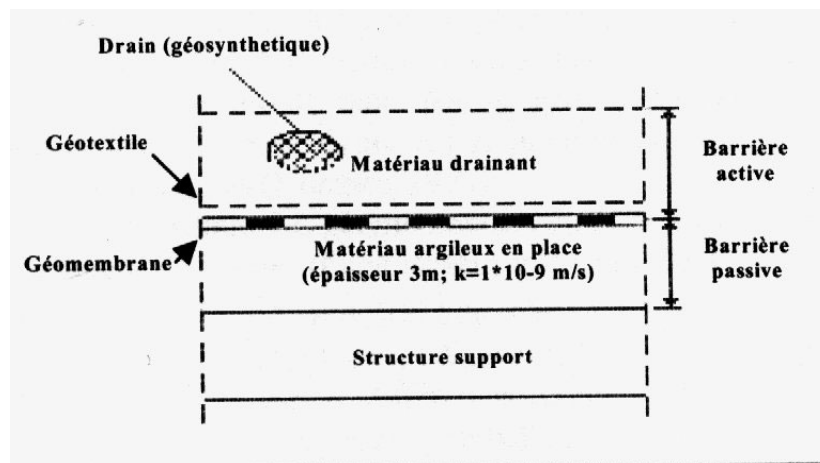 Drain (géosynthetique)
Géotextile
Matériau drainant
Barrière
active
Géomembrane
Matériau argileux en place
(épaisseur 3m; k=1*10-9 m/s)
Barrière
passive
Structure support